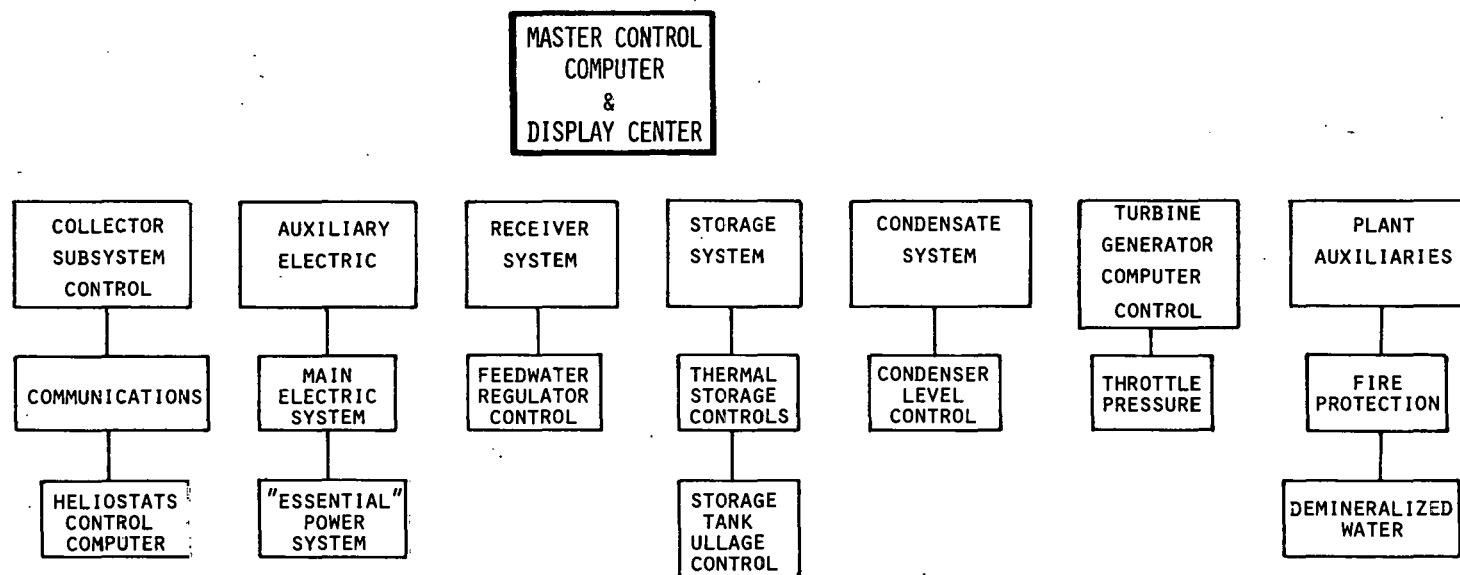 MASTER CONTROL
COMPUTER
&
DISPLAY CENTER
COLLECTOR
SUBSYSTEM
CONTROL
AUXILIARY
ELECTRIC
RECEIVER
SYSTEM
STORAGE
SYSTEM
CONDENSATE
SYSTEM
TURBINE
GENERATOR
COMPUTER
CONTROL
PLANT
AUXILIARIES
COMMUNICATIONS
MAIN
ELECTRIC
SYSTEM
FEEDWATER
REGULATOR
CONTROL
THERMAL
STORAGE
CONTROLS
CONDENSER
LEVEL
CONTROL
THROTTLE
PRESSURE
FIRE
PROTECTION
HELIOSTATS
CONTROL
COMPUTER
"ESSENTIAL"
POWER
SYSTEM
STORAGE
TANK
ULLAGE
CONTROL
DEMINERALIZED
WATER